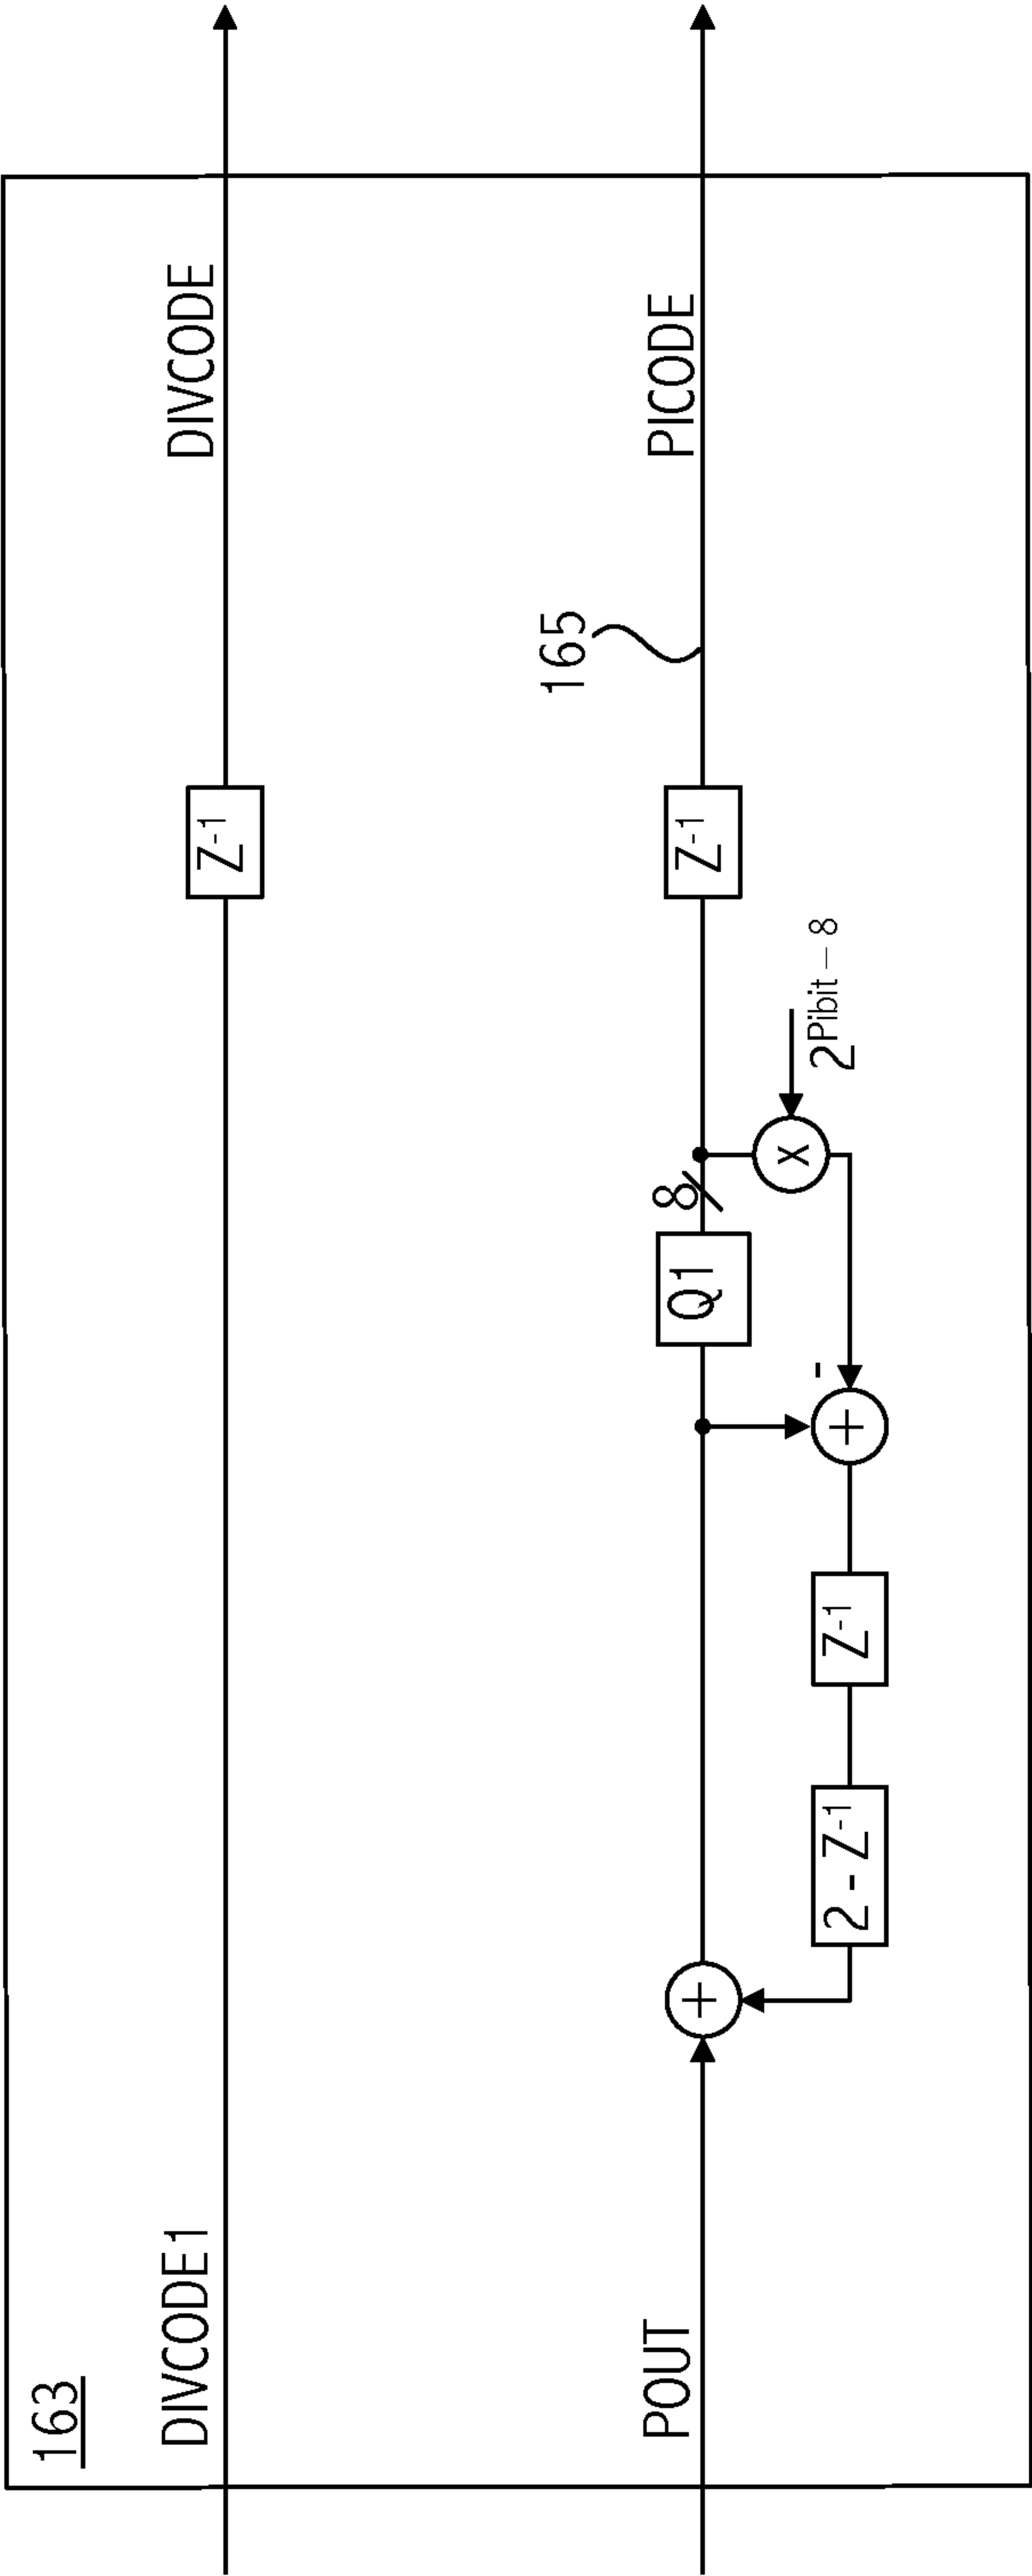 163
DIVCODE1
Z-1
DIVCODE
165
POUT
+
Q1
8
Z-1
PICODE
2 - Z-1
Z-1
+
-
X
2Pibit – 8